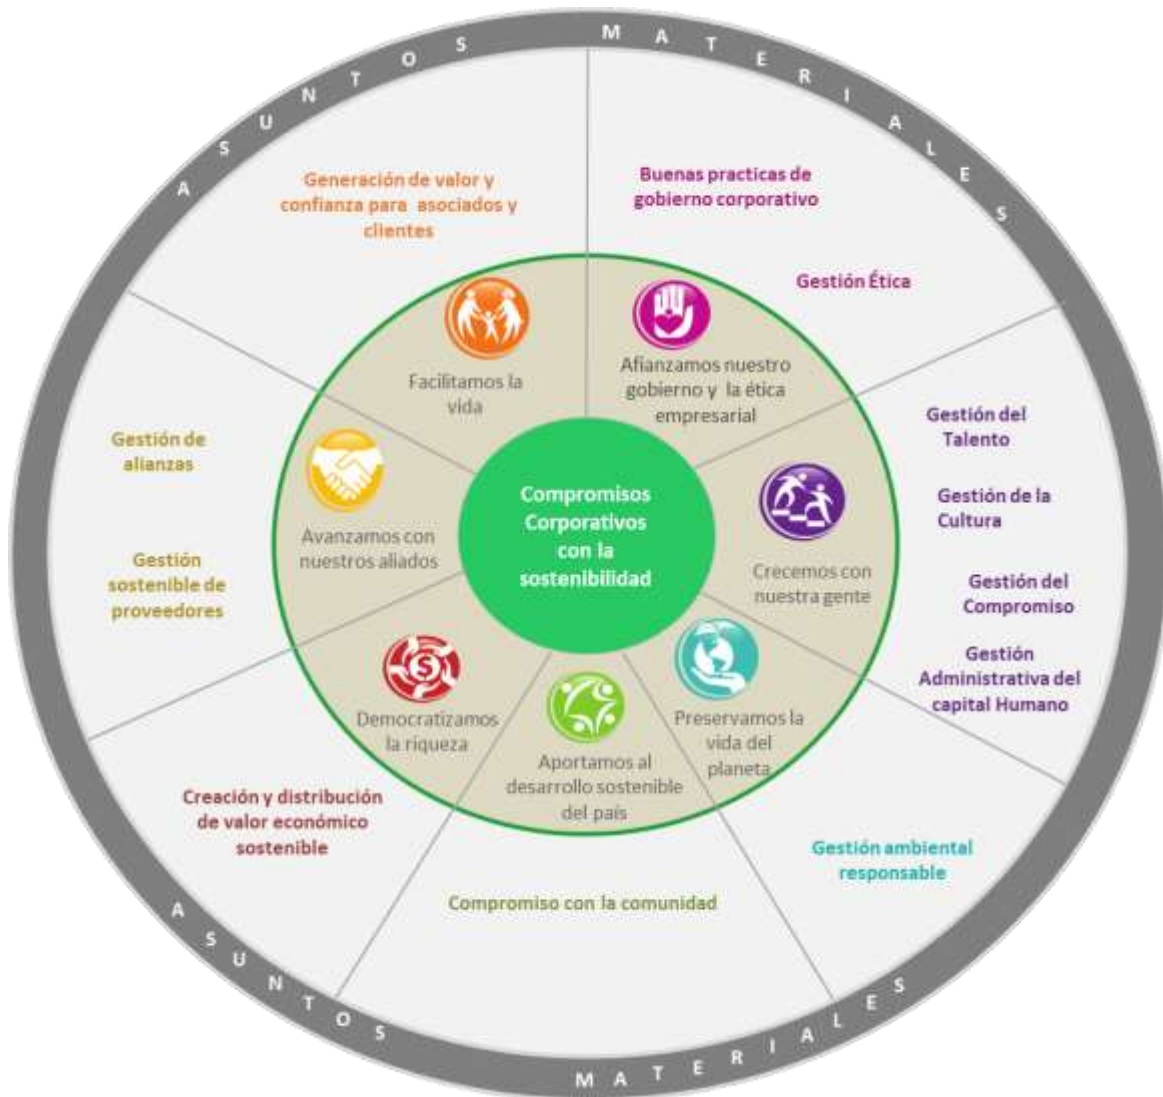 ASUNTOS MATERIALES
Generación de valor y
confianza para asociados y
clientes
Buenas practicas de
gobierno corporativo
Gestión Ética
Facilitamos la
vida
Afianzamos nuestro
gobierno y la ética
empresarial
Gestión del
Talento
Gestión de la
Cultura
Gestión del
Compromiso
Gestión
Administrativa del
capital Humano
Gestión de
alianzas
Gestión
sostenible de
proveedores
Avanzamos con
nuestros aliados
Compromisos
Corporativos
con la
sostenibilidad
Crecemos con
nuestra gente
Democratizamos
la riqueza
Aportamos al
desarrollo sostenible
del país
Preservamos la
vida del
planeta
Creación y distribución
de valor económico
sostenible
Compromiso con la comunidad
Gestión ambiental
responsable
ASUNTOS MATERIALES